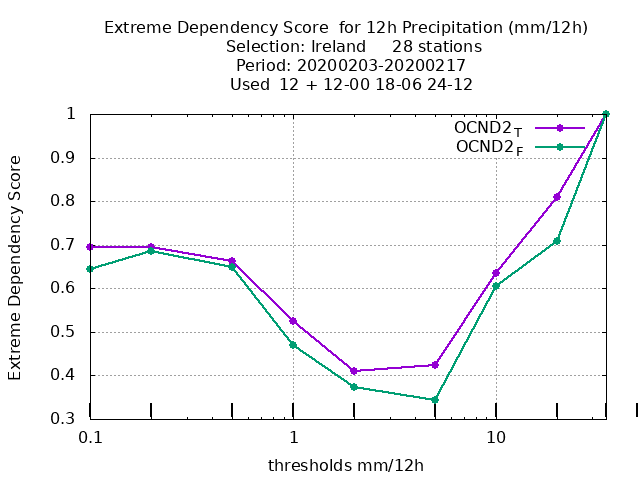 Extreme Dependency Score  for 12h Precipitation (mm/12h)
Selection: Ireland     28 stations
Period: 20200203-20200217
Used  12 + 12-00 18-06 24-12
Extreme Dependency Score
1
0.9
0.8
0.7
0.6
0.5
0.4
0.3
OCND2T
OCND2F
0.1
1
10
thresholds mm/12h